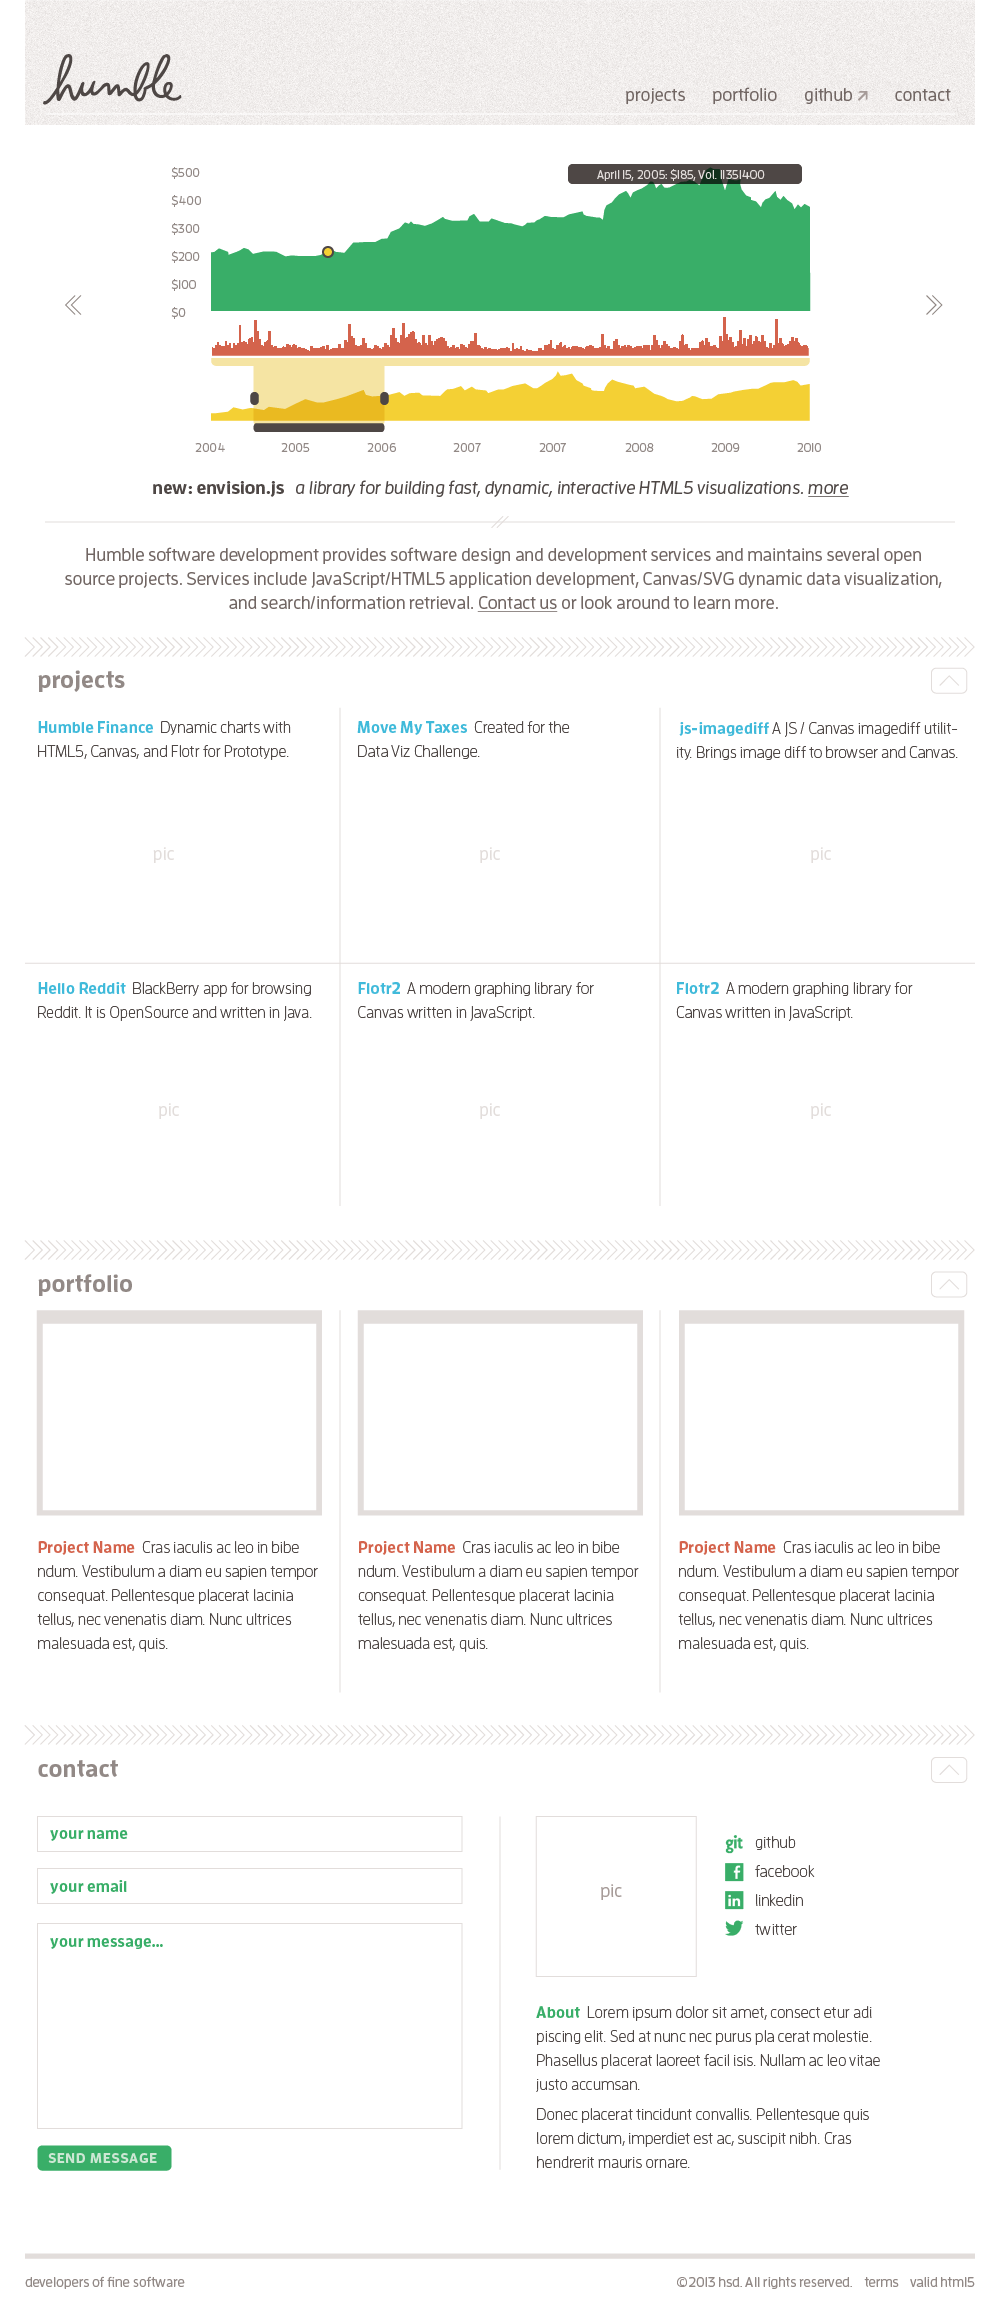 humble
projects portfolio github contact
April 15, 2005: $185, Vol. 11351400
$500
$400
$300
$200
$100
$0
2004 2005 2006 2007 2007 2008 2009 2010
new: envision.js a library for building fast, dynamic, interactive HTML5 visualizations. more
Humble software development provides software design and development services and maintains several open
source projects. Services include JavaScript/HTML5 application development, Canvas/SVG dynamic data visualization,
and search/information retrieval. Contact us or look around to learn more.
projects
Humble Finance Dynamic charts with
HTML5, Canvas, and Flotr for Prototype.
pic
Move My Taxes Created for the
Data Viz Challenge.
pic
js-imagediff A JS / Canvas imagediff utilit-
ity. Brings image diff to browser and Canvas.
pic
Hello Reddit BlackBerry app for browsing
Reddit. It is OpenSource and written in Java.
pic
Flotr2 A modern graphing library for
Canvas written in JavaScript.
pic
Flotr2 A modern graphing library for
Canvas written in JavaScript.
pic
portfolio
Project Name Cras iaculis ac leo in bibe
ndum. Vestibulum a diam eu sapien tempor
consequat. Pellentesque placerat lacinia
tellus, nec venenatis diam. Nunc ultrices
malesuada est, quis.
Project Name Cras iaculis ac leo in bibe
ndum. Vestibulum a diam eu sapien tempor
consequat. Pellentesque placerat lacinia
tellus, nec venenatis diam. Nunc ultrices
malesuada est, quis.
Project Name Cras iaculis ac leo in bibe
ndum. Vestibulum a diam eu sapien tempor
consequat. Pellentesque placerat lacinia
tellus, nec venenatis diam. Nunc ultrices
malesuada est, quis.
contact
your name
your email
your message...
SEND MESSAGE
pic
git github
f facebook
in linkedin
twitter
About Lorem ipsum dolor sit amet, consect etur adi
piscing elit. Sed at nunc nec purus pla cerat molestie.
Phasellus placerat laoreet facil isis. Nullam ac leo vitae
justo accumsan.
Donec placerat tincidunt convallis. Pellentesque quis
lorem dictum, imperdiet est ac, suscipit nibh. Cras
hendrerit mauris ornare.
developers of fine software
©2013 hsd. All rights reserved. terms valid html5